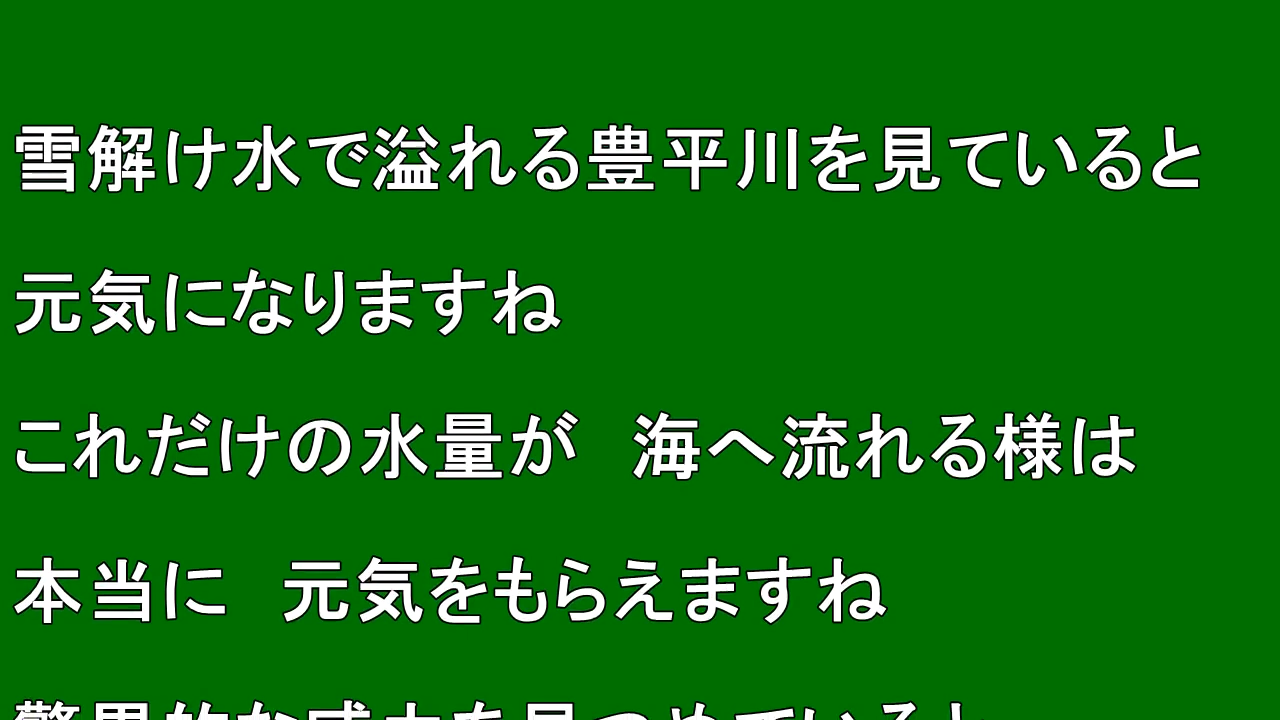 雪解け水で溢れる豊平川を見ていると
元気になりますね
これだけの水量が　海へ流れる様は
本当に　元気をもらえますね